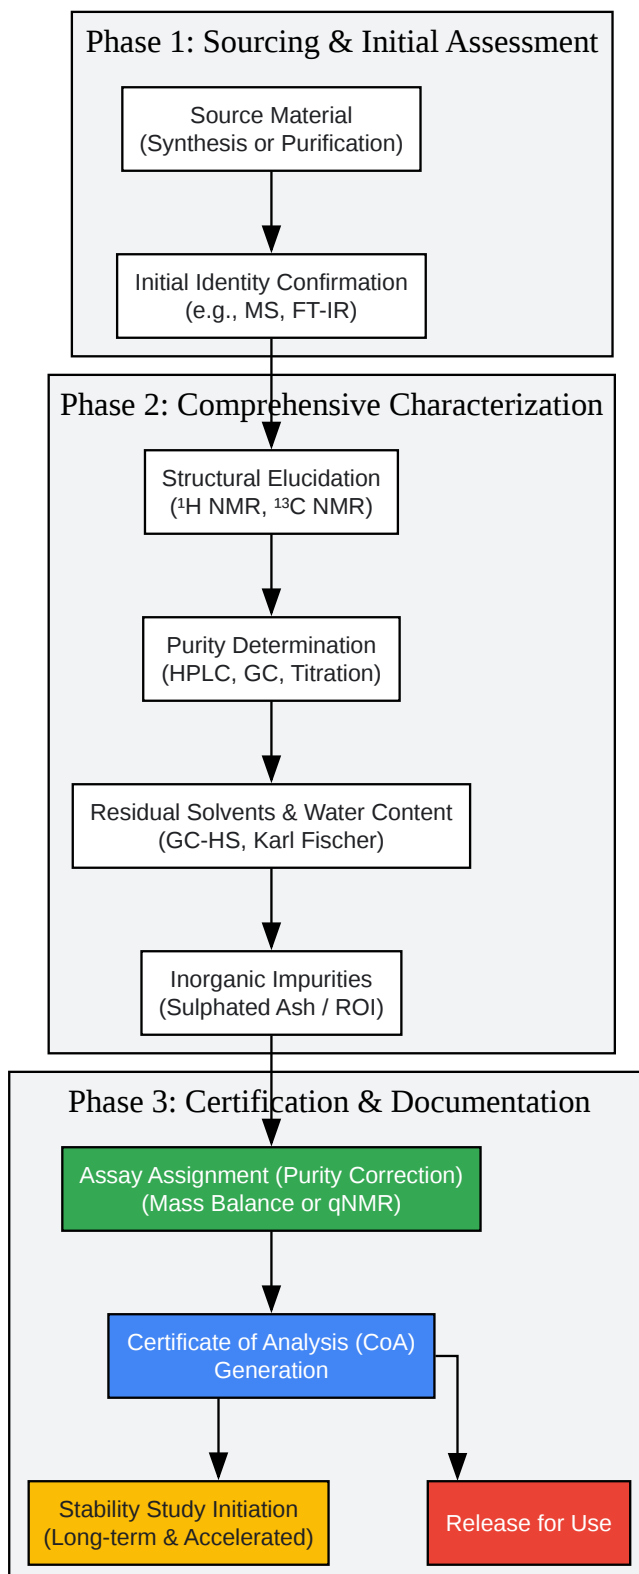 Phase 1: Sourcing & Initial Assessment
Source Material
(Synthesis or Purification)
Initial Identity Confirmation
(e.g., MS, FT-IR)
Phase 2: Comprehensive Characterization
Structural Elucidation
(¹H NMR, ¹³C NMR)
Purity Determination
(HPLC, GC, Titration)
Residual Solvents & Water Content
(GC-HS, Karl Fischer)
Inorganic Impurities
(Sulphated Ash / ROI)
Phase 3: Certification & Documentation
Assay Assignment (Purity Correction)
(Mass Balance or qNMR)
Certificate of Analysis (CoA)
Generation
Stability Study Initiation
(Long-term & Accelerated)
Release for Use